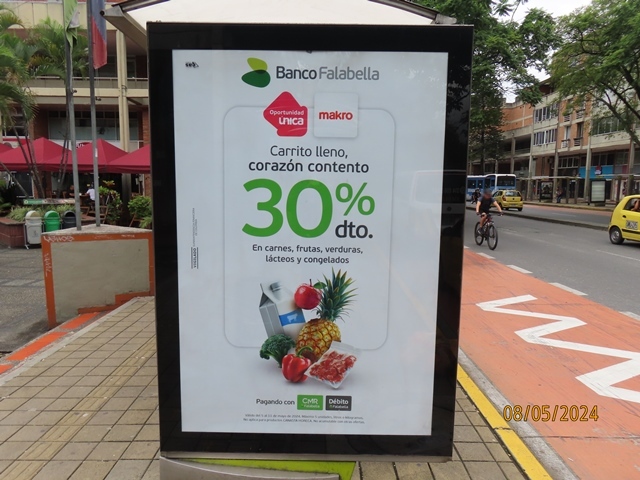 Banco Falabella
Oportunidad
única
makro
Carrito lleno,
corazón contento
30%
dto.
En carnes, frutas, verduras,
lácteos y congelados
Pagando con
CMR
Débito
08/05/2024